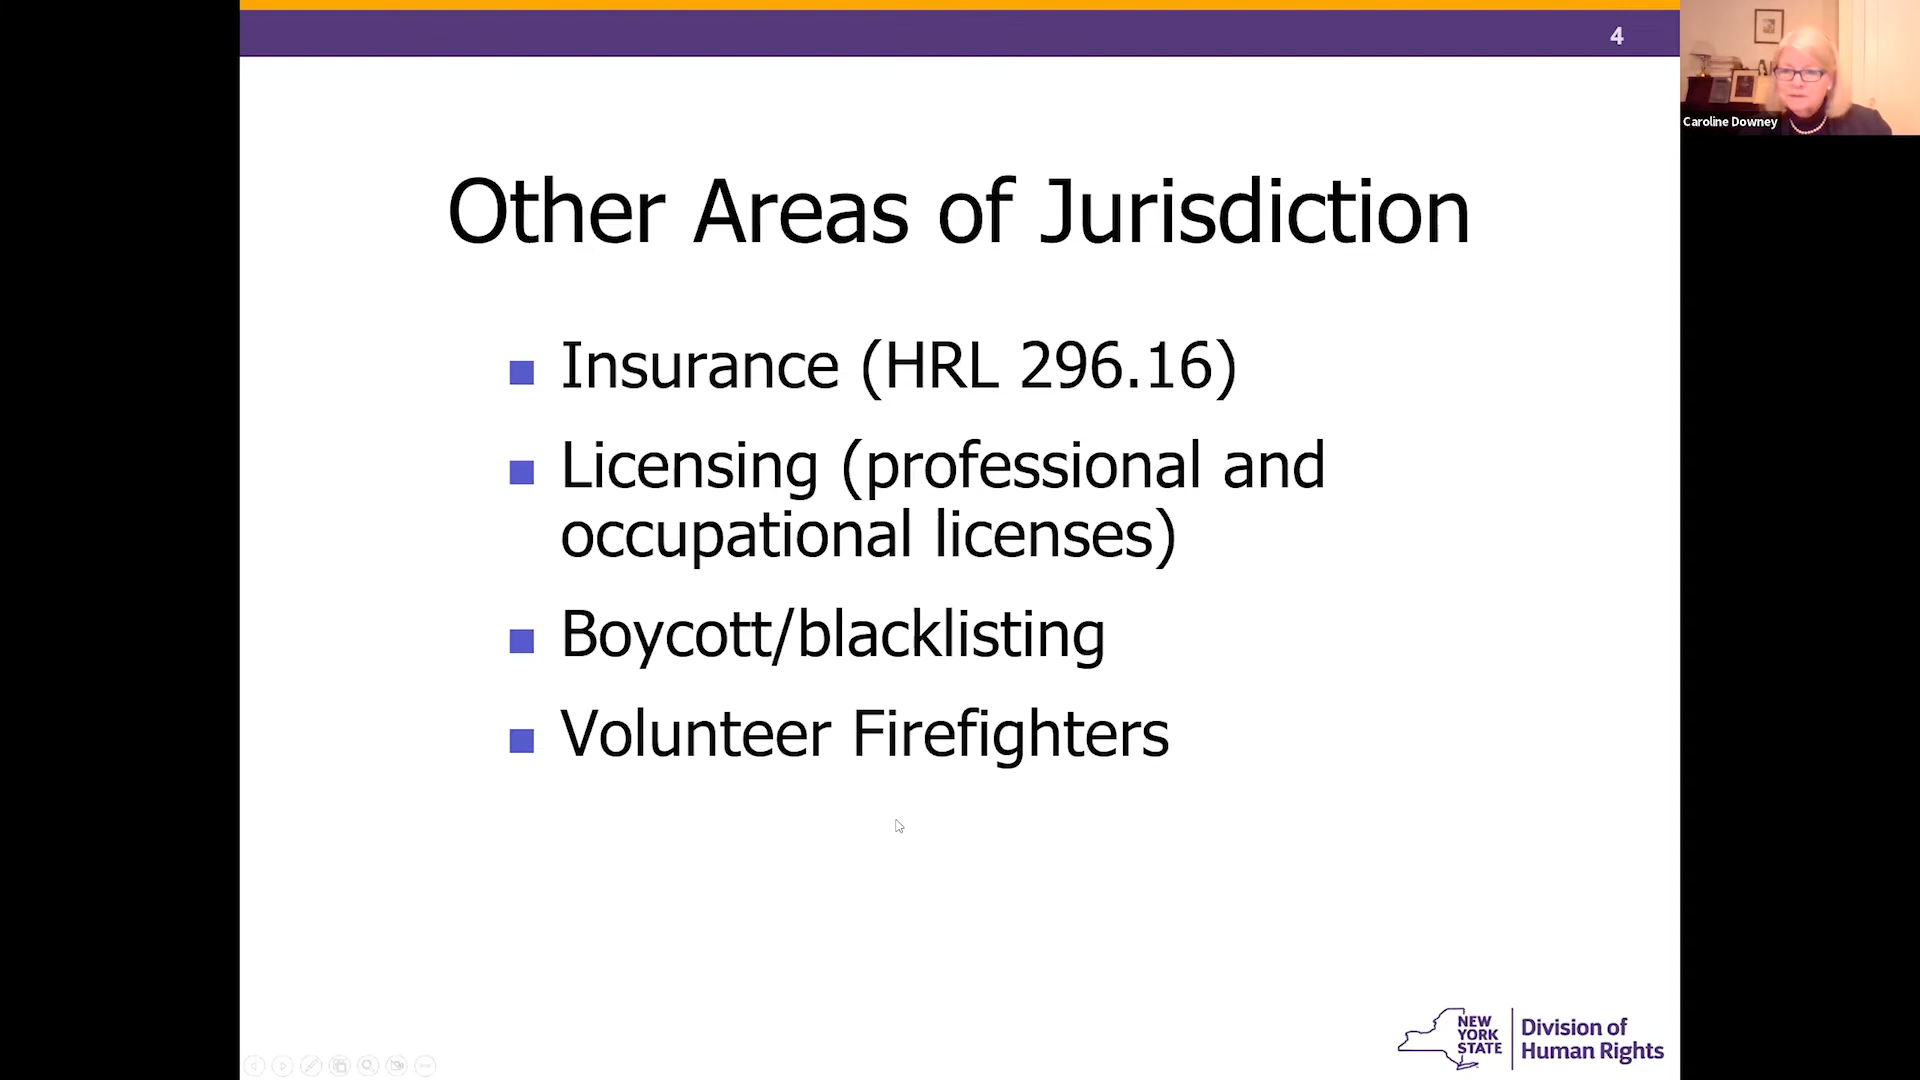 4
Caroline Downey
Other Areas of Jurisdiction
Insurance (HRL 296.16)
Licensing (professional and
occupational licenses)
Boycott/blacklisting
Volunteer Firefighters
NEW
YORK
STATE
Division of
Human Rights